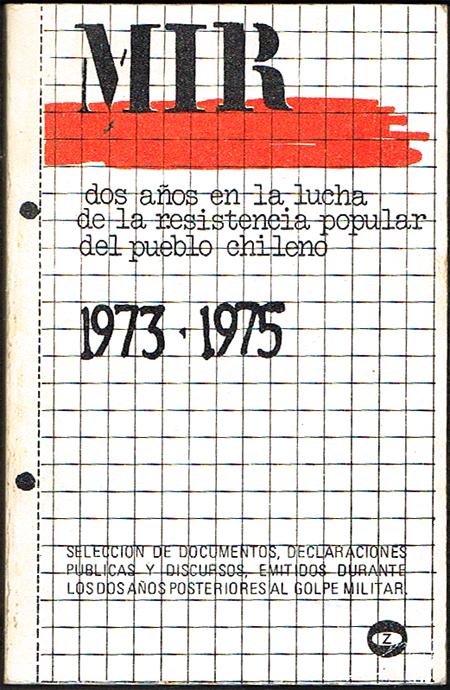 MIR
dos años en la lucha
de la resistencia popular
del pueblo chileno
1973 · 1975
SELECCION DE DOCUMENTOS, DECLARACIONES
PUBLICAS Y DISCURSOS, EMITIDOS DURANTE
LOS DOS AÑOS POSTERIORES AL GOLPE MILITAR.
Z